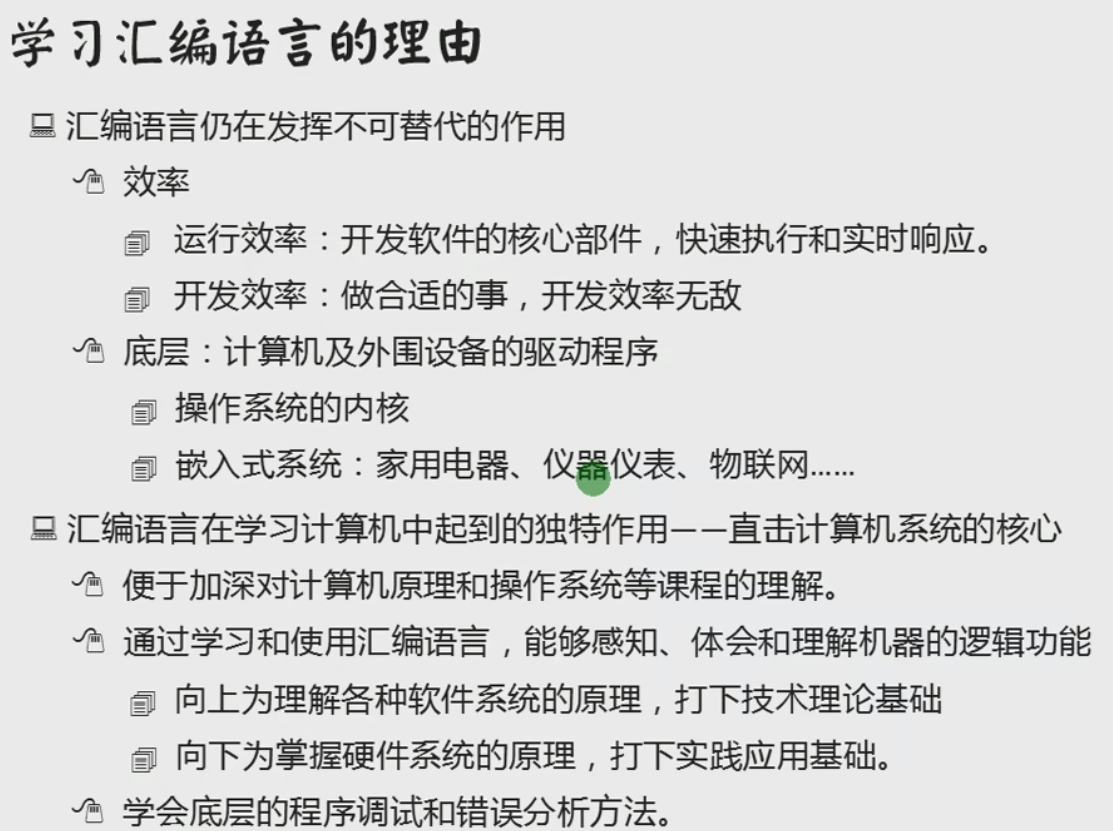 学习汇编语言的理由
汇编语言仍在发挥不可替代的作用
效率
运行效率：开发软件的核心部件，快速执行和实时响应。
开发效率：做合适的事，开发效率无敌
底层：计算机及外围设备的驱动程序
操作系统的内核
嵌入式系统：家用电器、仪器仪表、物联网……
汇编语言在学习计算机中起到的独特作用——直击计算机系统的核心
便于加深对计算机原理和操作系统等课程的理解。
通过学习和使用汇编语言，能够感知、体会和理解机器的逻辑功能
向上为理解各种软件系统的原理，打下技术理论基础
向下为掌握硬件系统的原理，打下实践应用基础。
学会底层的程序调试和错误分析方法。